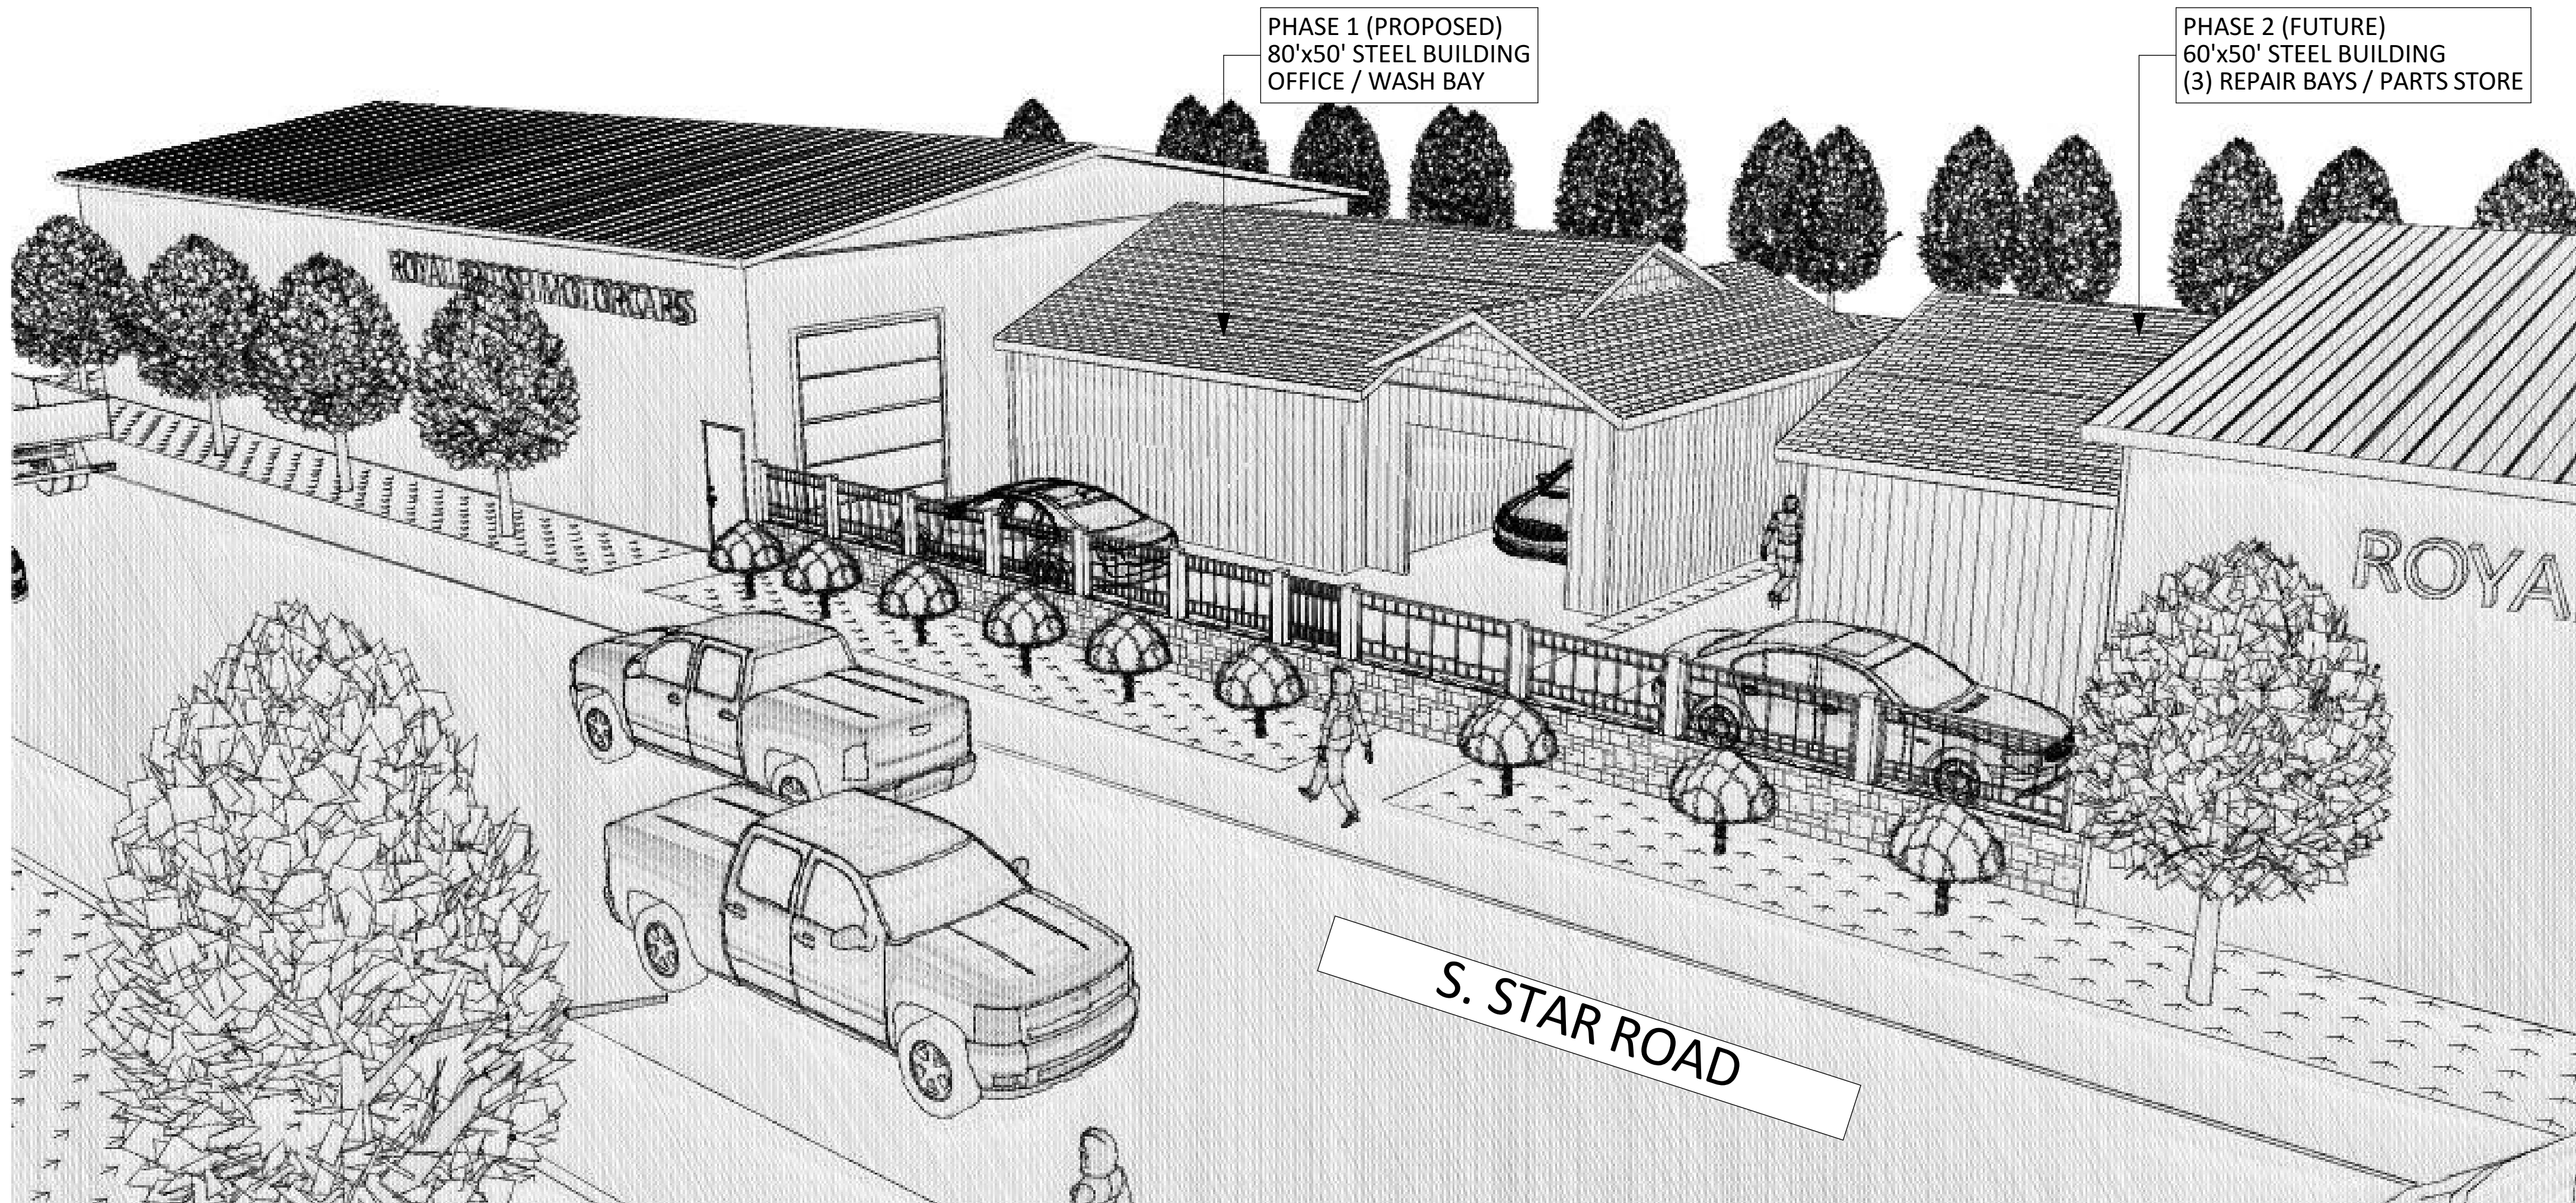 PHASE 1 (PROPOSED)
80'x50' STEEL BUILDING
OFFICE / WASH BAY
PHASE 2 (FUTURE)
60'x50' STEEL BUILDING
(3) REPAIR BAYS / PARTS STORE
ROYAL BRITISH MOTORCARS
ROYA
S. STAR ROAD